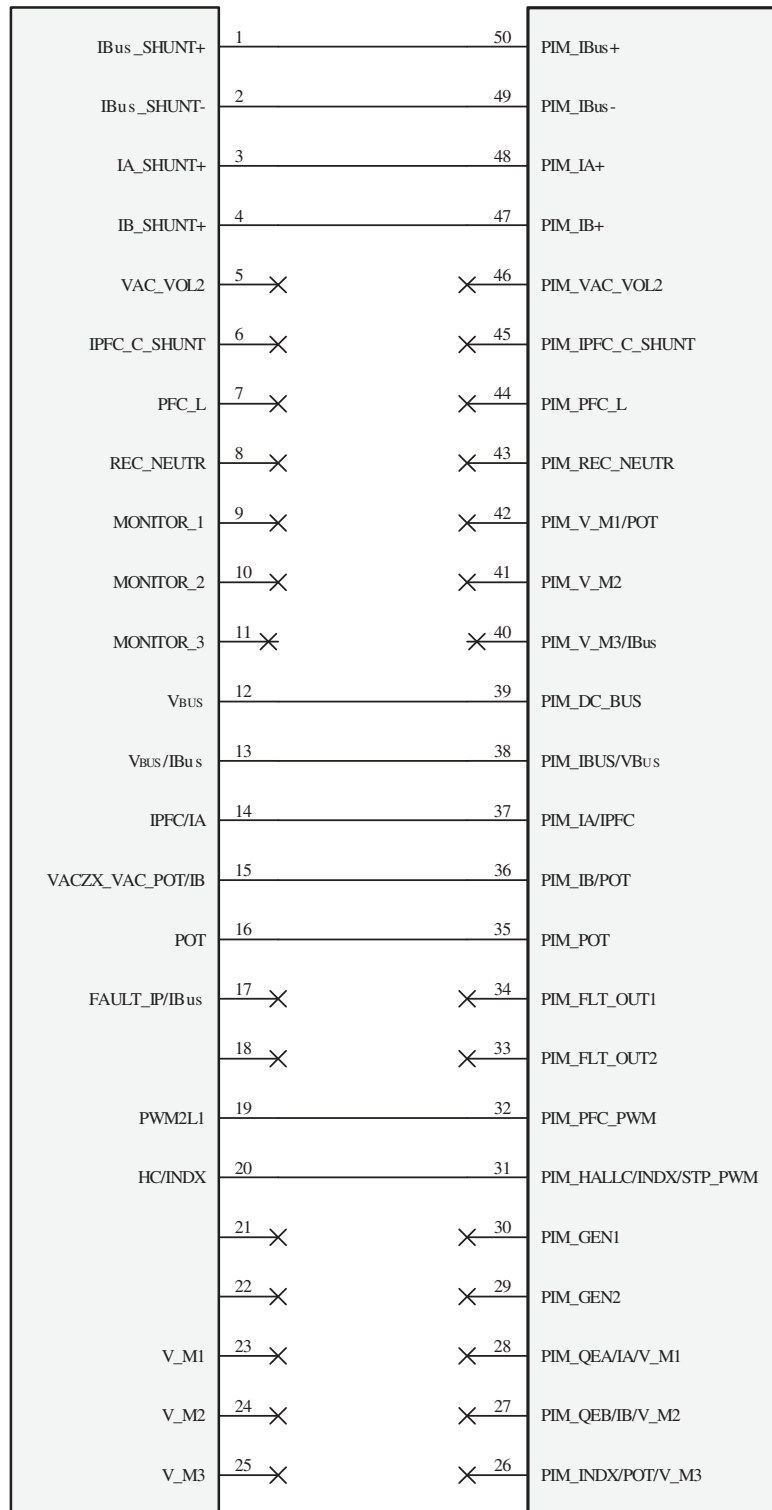 IBus_SHUNT+ 1 50 PIM_IBus+
IBus_SHUNT- 2 49 PIM_IBus-
IA_SHUNT+ 3 48 PIM_IA+
IB_SHUNT+ 4 47 PIM_IB+
VAC_VOL2 5 46 PIM_VAC_VOL2
IPFC_C_SHUNT 6 45 PIM_IPFC_C_SHUNT
PFC_L 7 44 PIM_PFC_L
REC_NEUTR 8 43 PIM_REC_NEUTR
MONITOR_1 9 42 PIM_V_M1/POT
MONITOR_2 10 41 PIM_V_M2
MONITOR_3 11 40 PIM_V_M3/IBus
VBUS 12 39 PIM_DC_BUS
VBUS/IBus 13 38 PIM_IBUS/VBUS
IPFC/IA 14 37 PIM_IA/IPFC
VACZX_VAC_POT/IB 15 36 PIM_IB/POT
POT 16 35 PIM_POT
FAULT_IP/IBus 17 34 PIM_FLT_OUT1
18 33 PIM_FLT_OUT2
PWM2L1 19 32 PIM_PFC_PWM
HC/INDX 20 31 PIM_HALLC/INDX/STP_PWM
21 30 PIM_GEN1
22 29 PIM_GEN2
V_M1 23 28 PIM_QEA/IA/V_M1
V_M2 24 27 PIM_QEB/IB/V_M2
V_M3 25 26 PIM_INDX/POT/V_M3